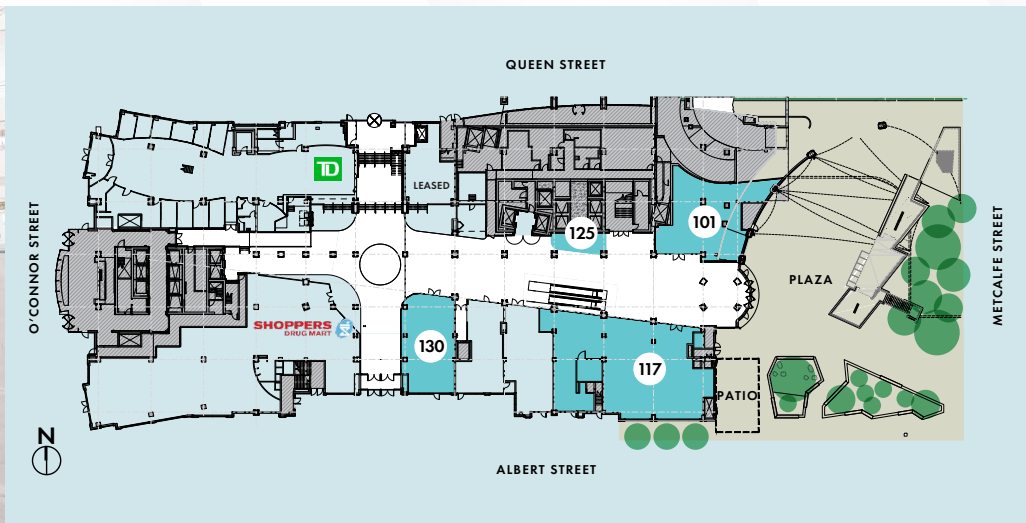 QUEEN STREET
TD
LEASED
O'CONNOR STREET
125
101
PLAZA
METCALFE STREET
SHOPPERS
DRUG MART
130
117
PATIO
N
ALBERT STREET